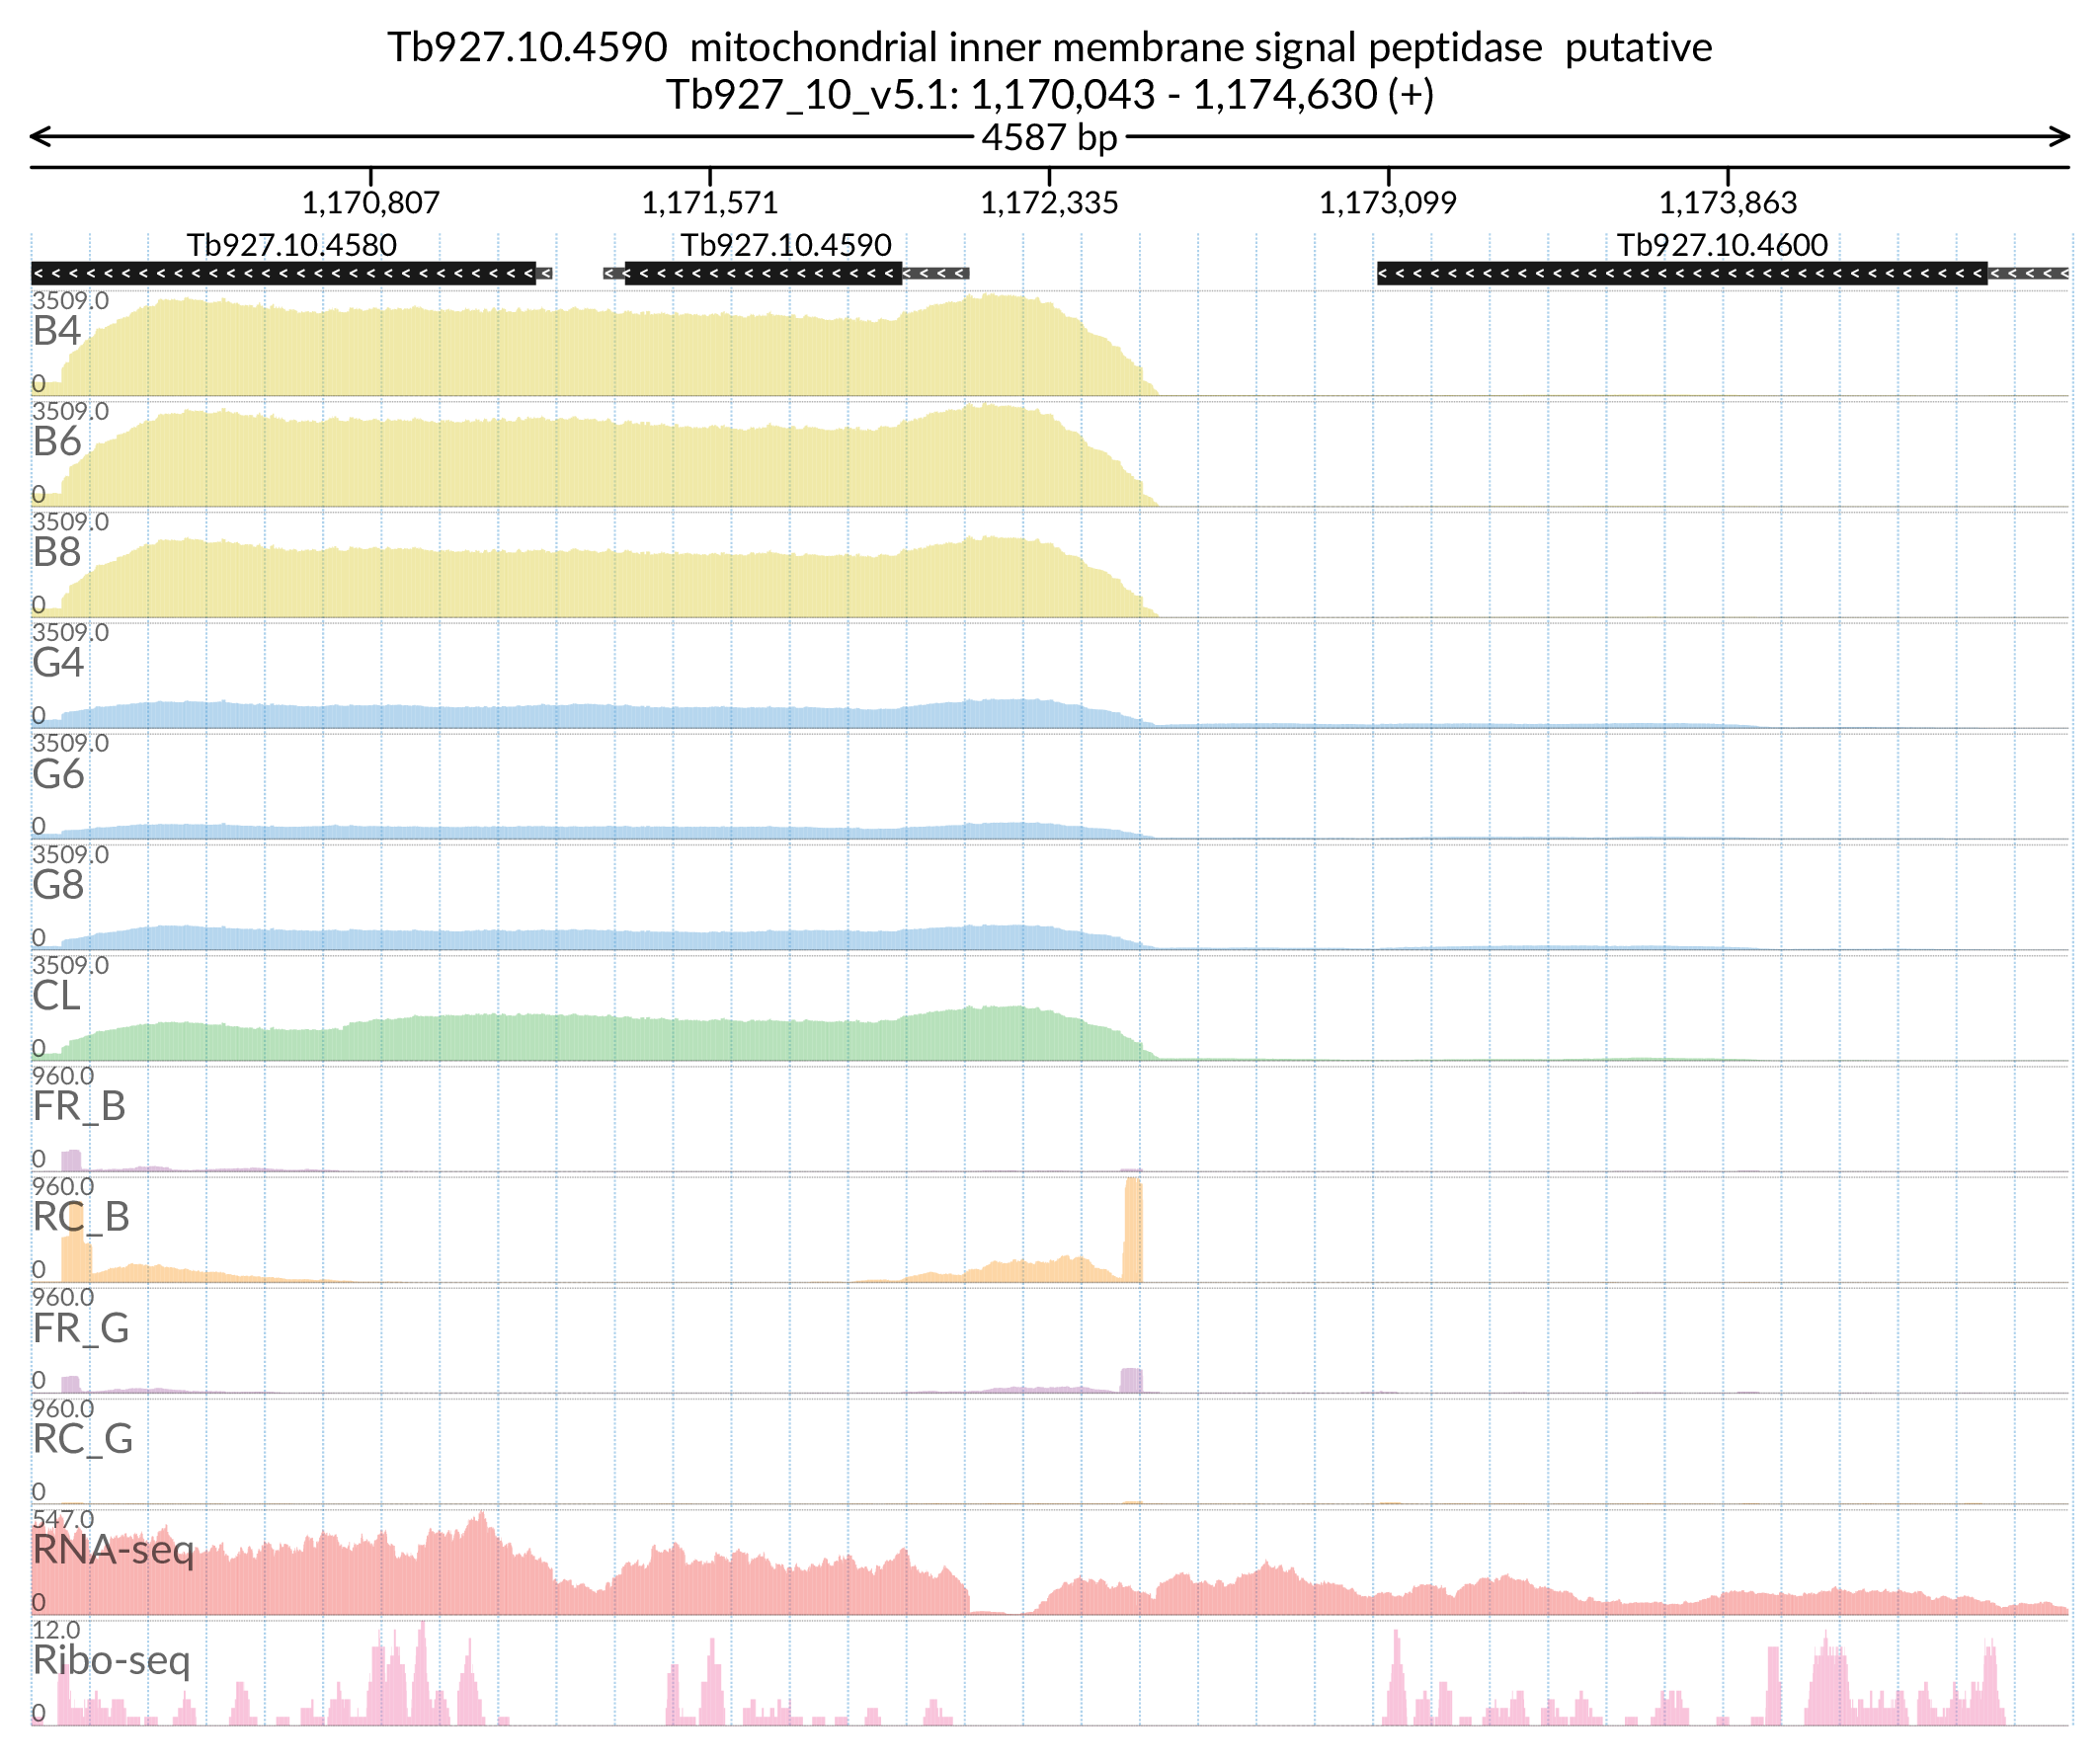 Tb927.10.4590  mitochondrial inner membrane signal peptidase  putative
Tb927_10_v5.1: 1,170,043 - 1,174,630 (+)
4587 bp
1,170,807 1,171,571 1,172,335 1,173,099 1,173,863
Tb927.10.4580 Tb927.10.4590 Tb927.10.4600
3509.0
B4
0
3509.0
B6
0
3509.0
B8
0
3509.0
G4
0
3509.0
G6
0
3509.0
G8
0
3509.0
CL
0
960.0
FR_B
0
960.0
RC_B
0
960.0
FR_G
0
960.0
RC_G
0
547.0
RNA-seq
0
12.0
Ribo-seq
0